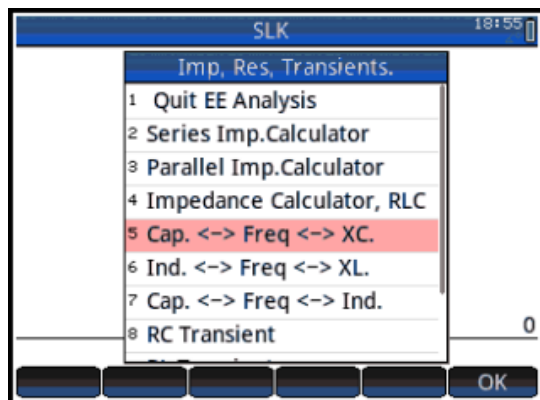 SLK
18:55
Imp, Res, Transients.
1 Quit EE Analysis
2 Series Imp.Calculator
3 Parallel Imp.Calculator
4 Impedance Calculator, RLC
5 Cap. <-> Freq <-> XC.
6 Ind. <-> Freq <-> XL.
7 Cap. <-> Freq <-> Ind.
8 RC Transient
0
OK